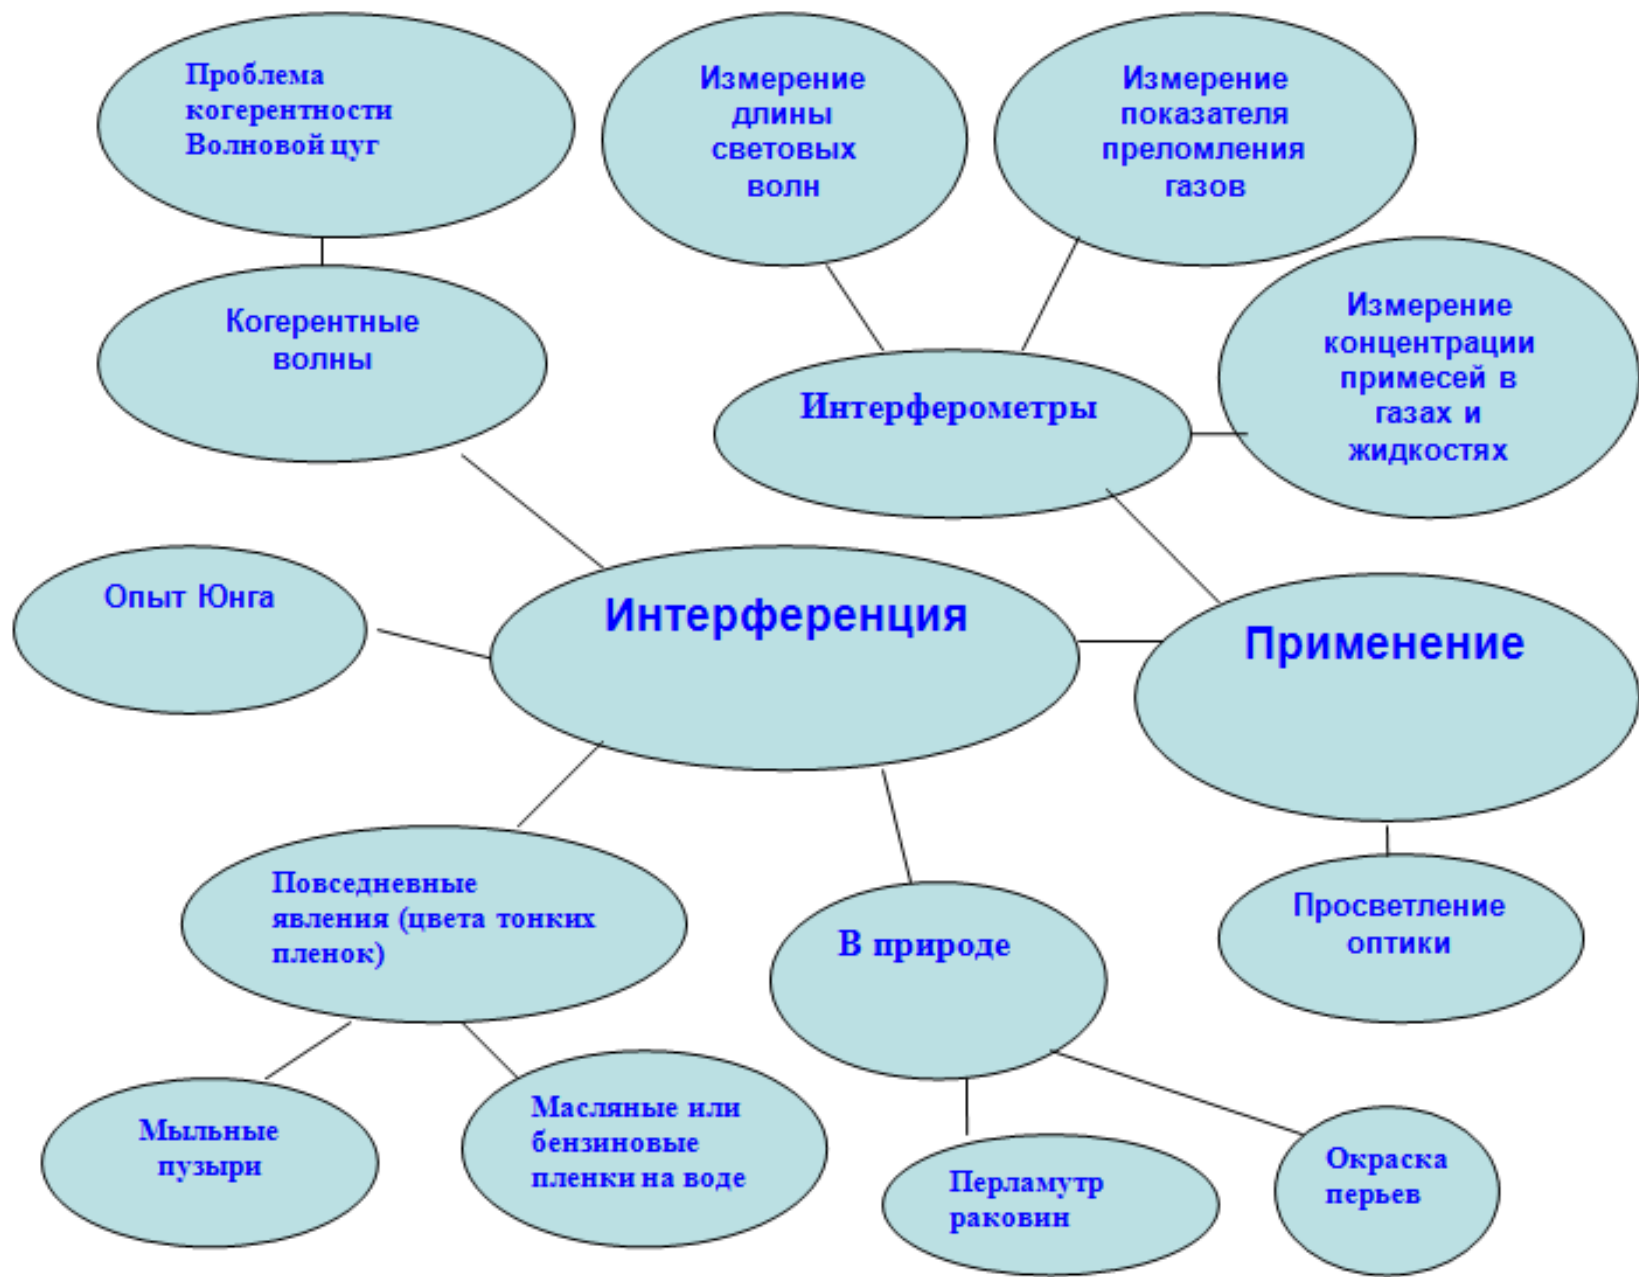 Проблема
когерентности
Волновой цуг
Измерение
длины
световых
волн
Измерение
показателя
преломления
газов
Когерентные
волны
Интерферометры
Измерение
концентрации
примесей в
газах и
жидкостях
Опыт Юнга
Интерференция
Применение
Повседневные
явления (цвета тонких
пленок)
В природе
Просветление
оптики
Мыльные
пузыри
Масляные или
бензиновые
пленки на воде
Перламутр
раковин
Окраска
перьев